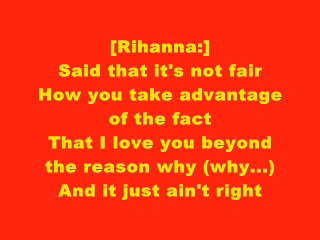 [Rihanna:]
Said that it's not fair
How you take advantage
of the fact
That I love you beyond
the reason why (why...)
And it just ain't right